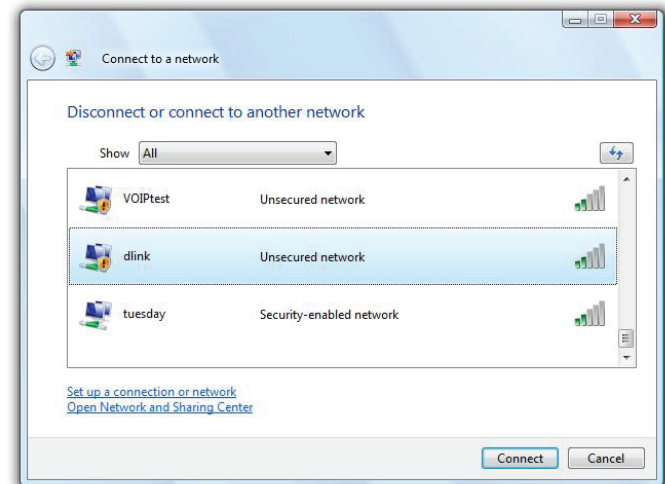 Connect to a network
Disconnect or connect to another network
Show All
VOIPtest Unsecured network
dlink Unsecured network
tuesday Security-enabled network
Set up a connection or network
Open Network and Sharing Center
Connect Cancel